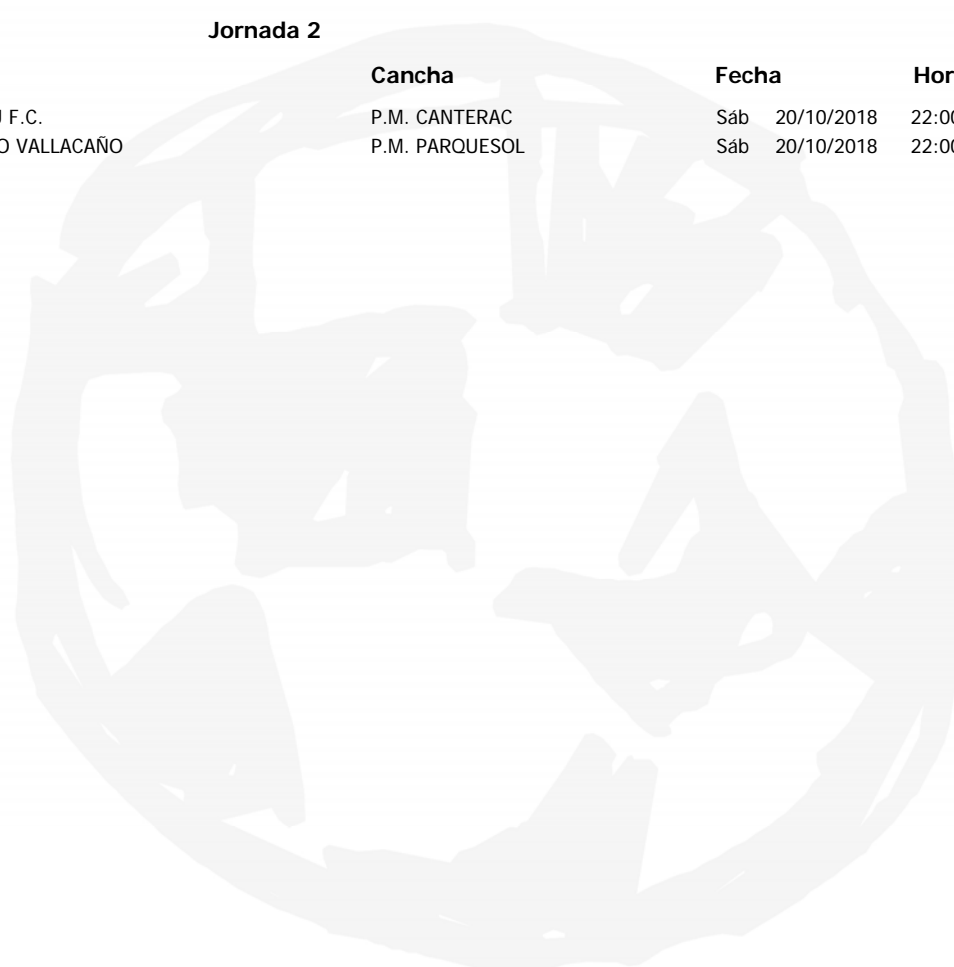 Jornada 2
Cancha Fecha
F.C. P.M. CANTERAC Sáb 20/10/2018
VALLACAÑO P.M. PARQUESOL Sáb 20/10/2018